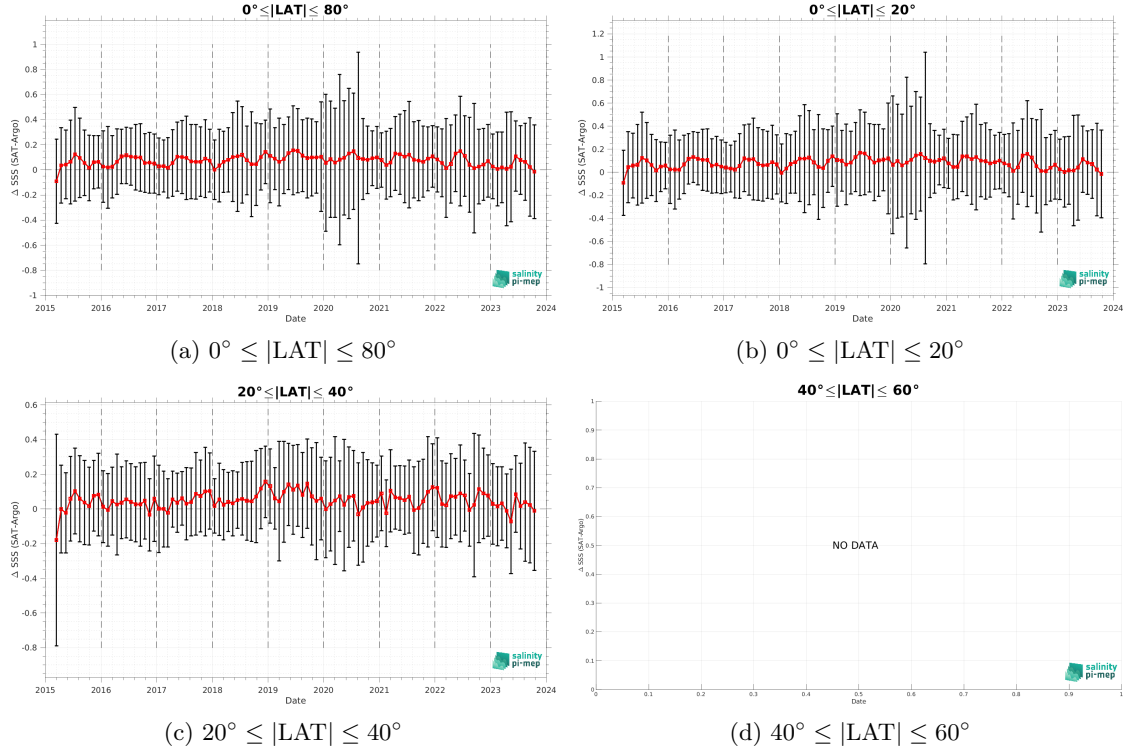 0°≤|LAT|≤ 80°
Δ SSS (SAT-Argo)
1
0.8
0.6
0.4
0.2
0
-0.2
-0.4
-0.6
-0.8
-1
2015 2016 2017 2018 2019 2020 2021 2022 2023 2024
Date
salinity
pi-mep
(a) 0° ≤ |LAT| ≤ 80°
0°≤|LAT|≤ 20°
Δ SSS (SAT-Argo)
1.2
1
0.8
0.6
0.4
0.2
0
-0.2
-0.4
-0.6
-0.8
-1
2015 2016 2017 2018 2019 2020 2021 2022 2023 2024
Date
salinity
pi-mep
(b) 0° ≤ |LAT| ≤ 20°
20°≤|LAT|≤ 40°
Δ SSS (SAT-Argo)
0.6
0.4
0.2
0
-0.2
-0.4
-0.6
-0.8
2015 2016 2017 2018 2019 2020 2021 2022 2023 2024
Date
salinity
pi-mep
(c) 20° ≤ |LAT| ≤ 40°
40°≤|LAT|≤ 60°
Δ SSS (SAT-Argo)
1
0.9
0.8
0.7
0.6
0.5
0.4
0.3
0.2
0.1
0
NO DATA
0 0.1 0.2 0.3 0.4 0.5 0.6 0.7 0.8 0.9 1
Date
salinity
pi-mep
(d) 40° ≤ |LAT| ≤ 60°